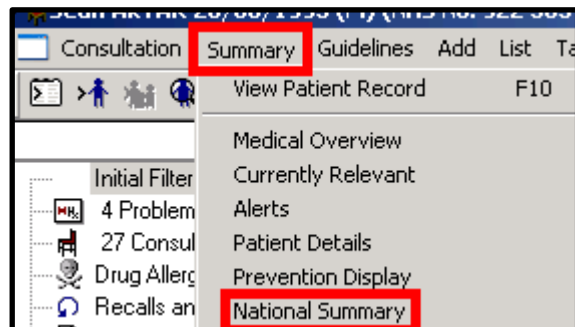 Consultation Summary Guidelines Add List
View Patient Record F10
Medical Overview
Initial Filter Currently Relevant
4 Problem Alerts
27 Consul Patient Details
Drug Allerg Prevention Display
Recalls an National Summary